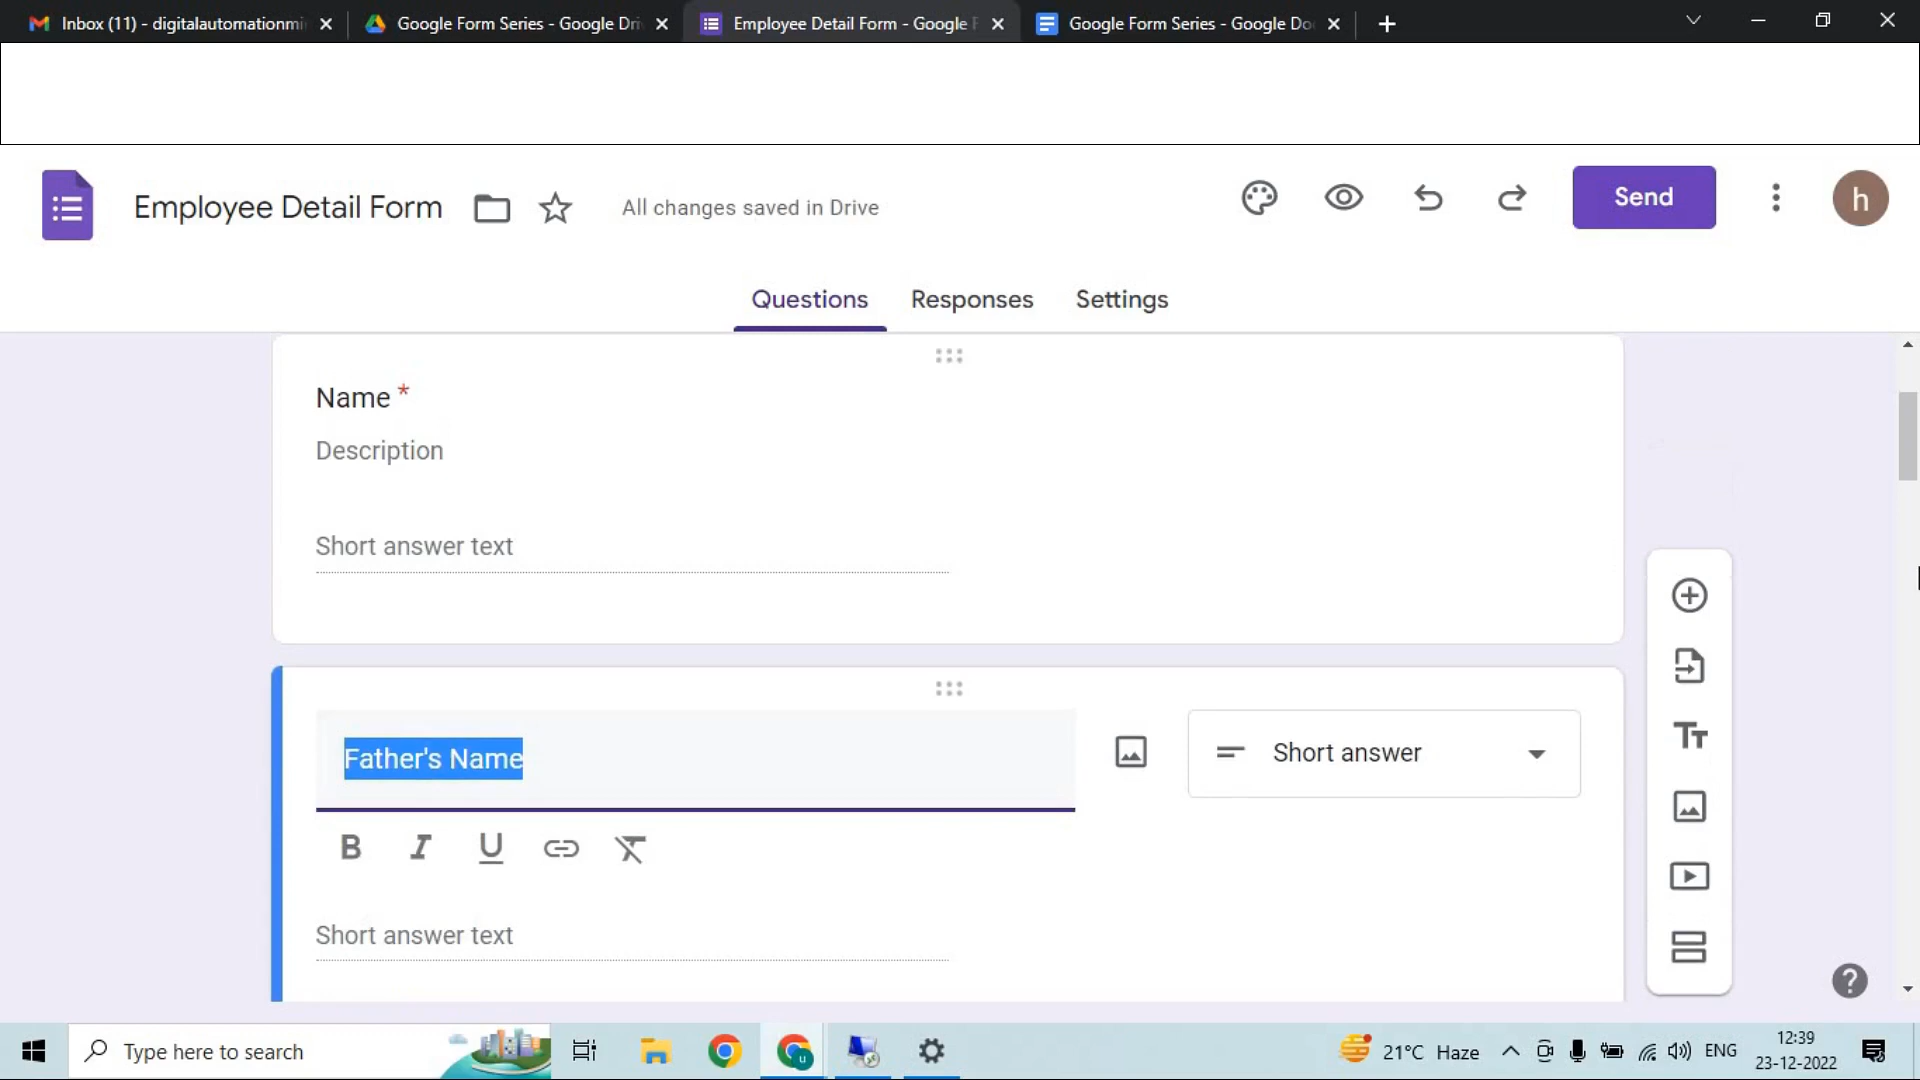 Inbox (11) - digitalautomationmi
Google Form Series - Google Dri
Employee Detail Form - Google F
Google Form Series - Google Do
Employee Detail Form
All changes saved in Drive
Send
h
Questions
Responses
Settings
Name *
Description
Short answer text
Father's Name
Short answer
B I U
Short answer text
Type here to search
u
21°C Haze
ENG
12:39
23-12-2022